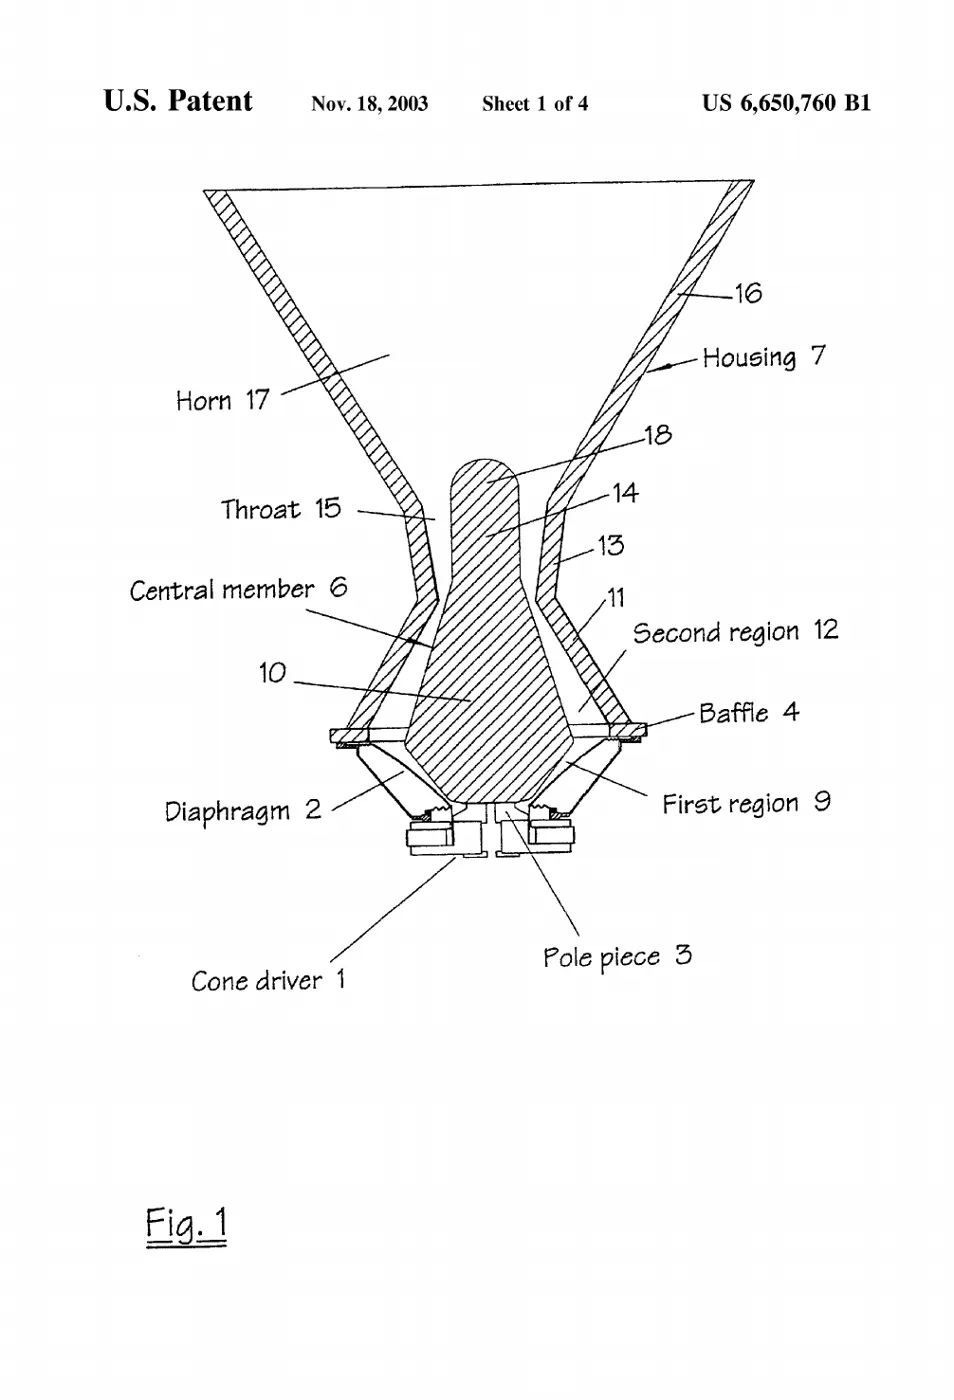 U.S. Patent Nov. 18, 2003 Sheet 1 of 4 US 6,650,760 B1
16
Housing 7
Horn 17
18
14
Throat 15
13
Central member 6
11
Second region 12
10
Baffle 4
Diaphragm 2
First region 9
Pole piece 3
Cone driver 1
Fig. 1